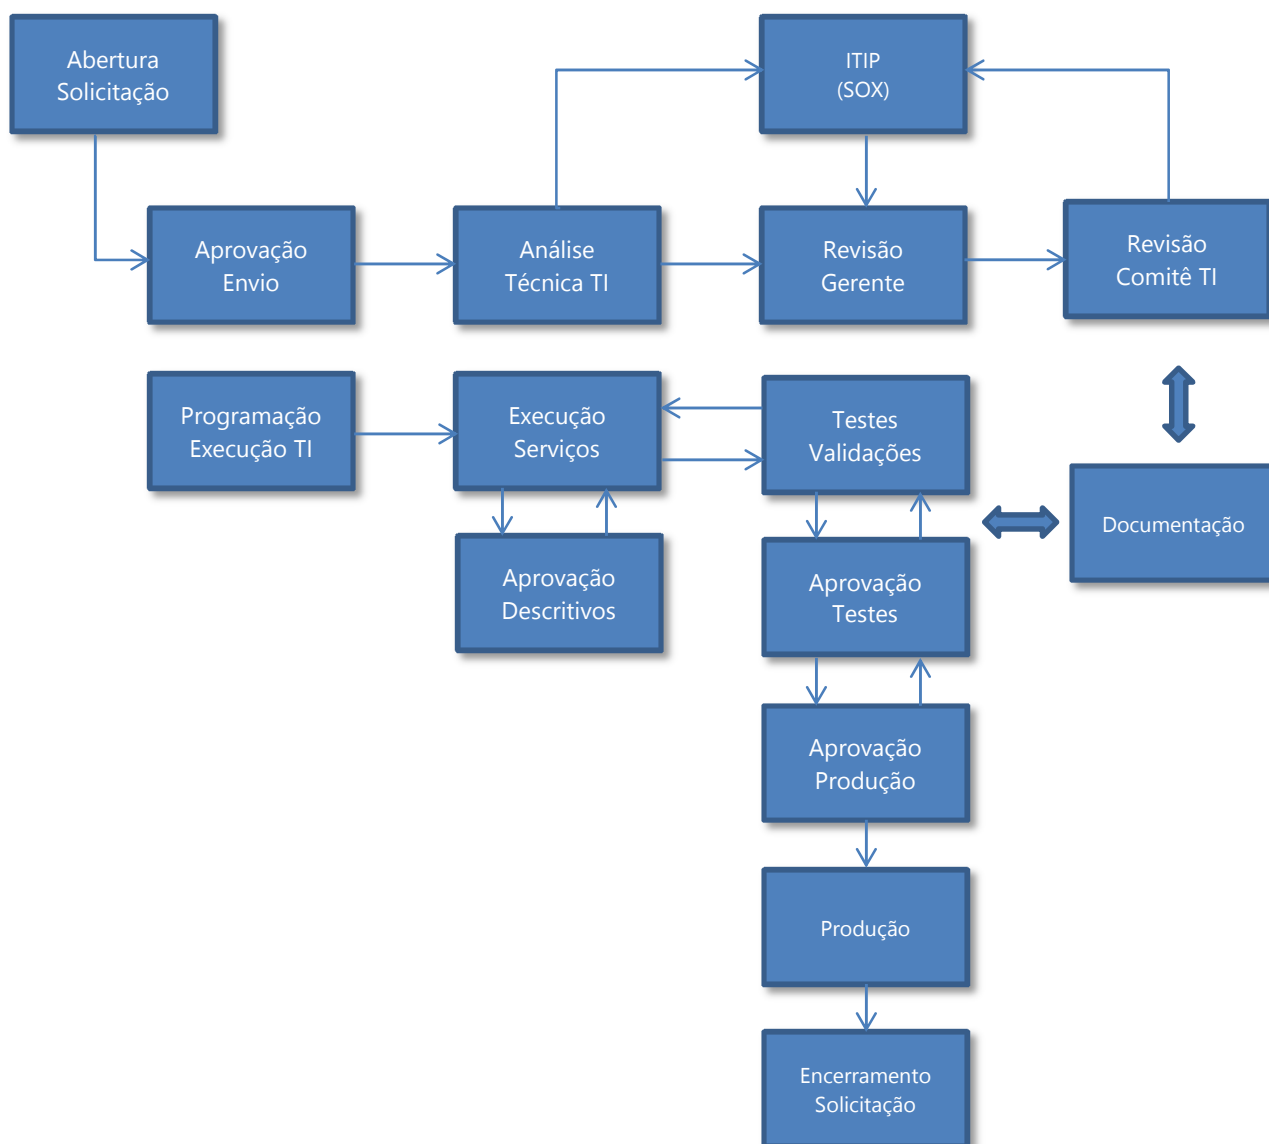 Abertura
Solicitação
ITIP
(SOX)
Aprovação
Envio
Análise
Técnica TI
Revisão
Gerente
Revisão
Comitê TI
Programação
Execução TI
Execução
Serviços
Testes
Validações
Documentação
Aprovação
Descritivos
Aprovação
Testes
Aprovação
Produção
Produção
Encerramento
Solicitação